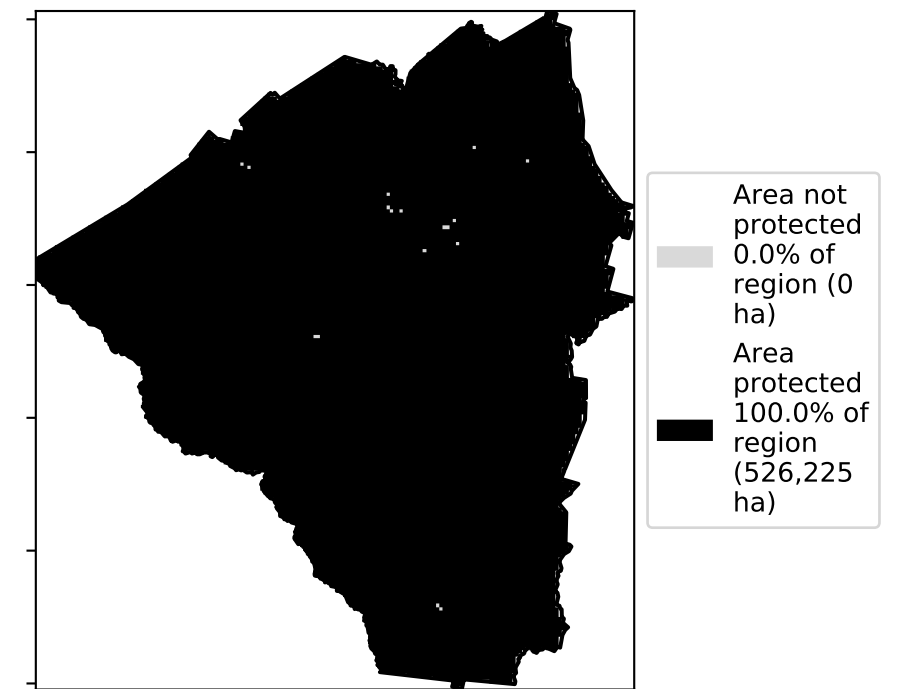 Area not
protected
0.0% of
region (0
ha)
Area
protected
100.0% of
region
(526,225
ha)